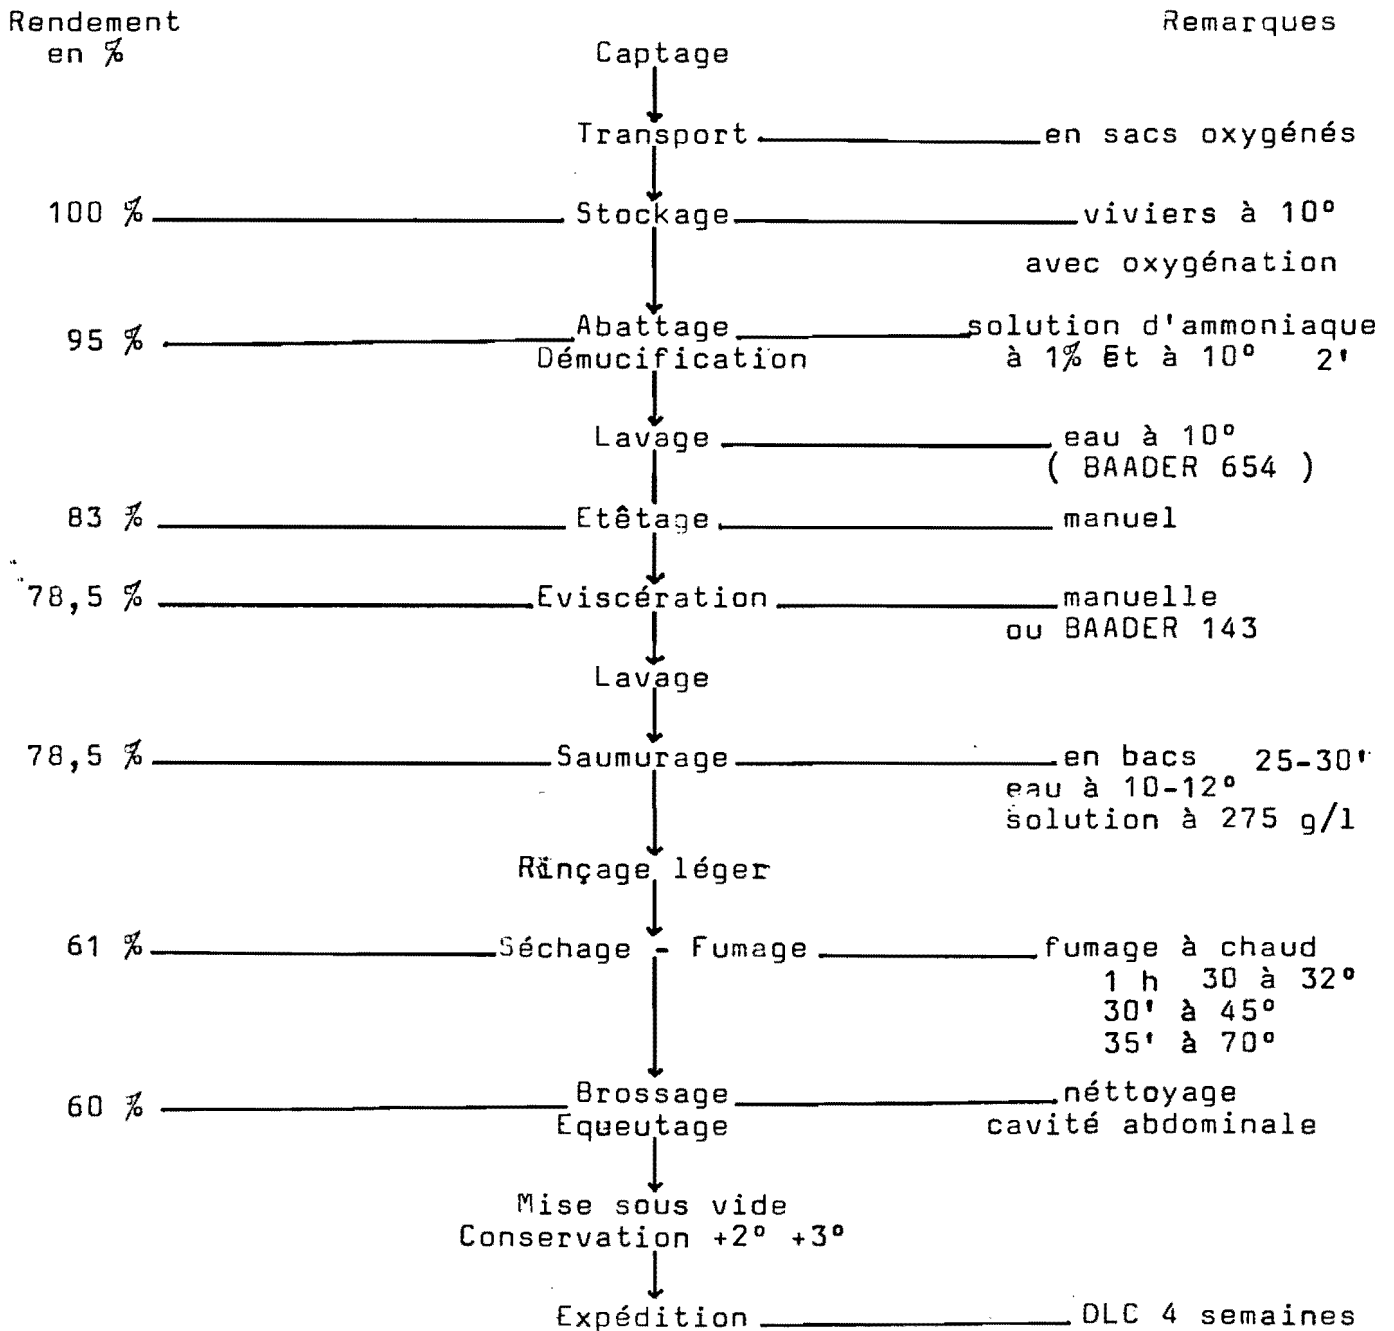 Rendement
en %
Remarques
Captage
Transport en sacs oxygénés
100 % Stockage viviers à 10°
avec oxygénation
95 % Abattage solution d'ammoniaque
Démucification à 1% Et à 10° 2'
Lavage eau à 10°
( BAADER 654 )
83 % Etêtage manuel
78,5 % Eviscération manuelle
ou BAADER 143
Lavage
78,5 % Saumurage en bacs 25-30'
eau à 10-12°
solution à 275 g/l
Rinçage léger
61 % Séchage - Fumage fumage à chaud
1 h 30 à 32°
30' à 45°
35' à 70°
60 % Brossage néttoyage
Equeutage cavité abdominale
Mise sous vide
Conservation +2° +3°
Expédition DLC 4 semaines